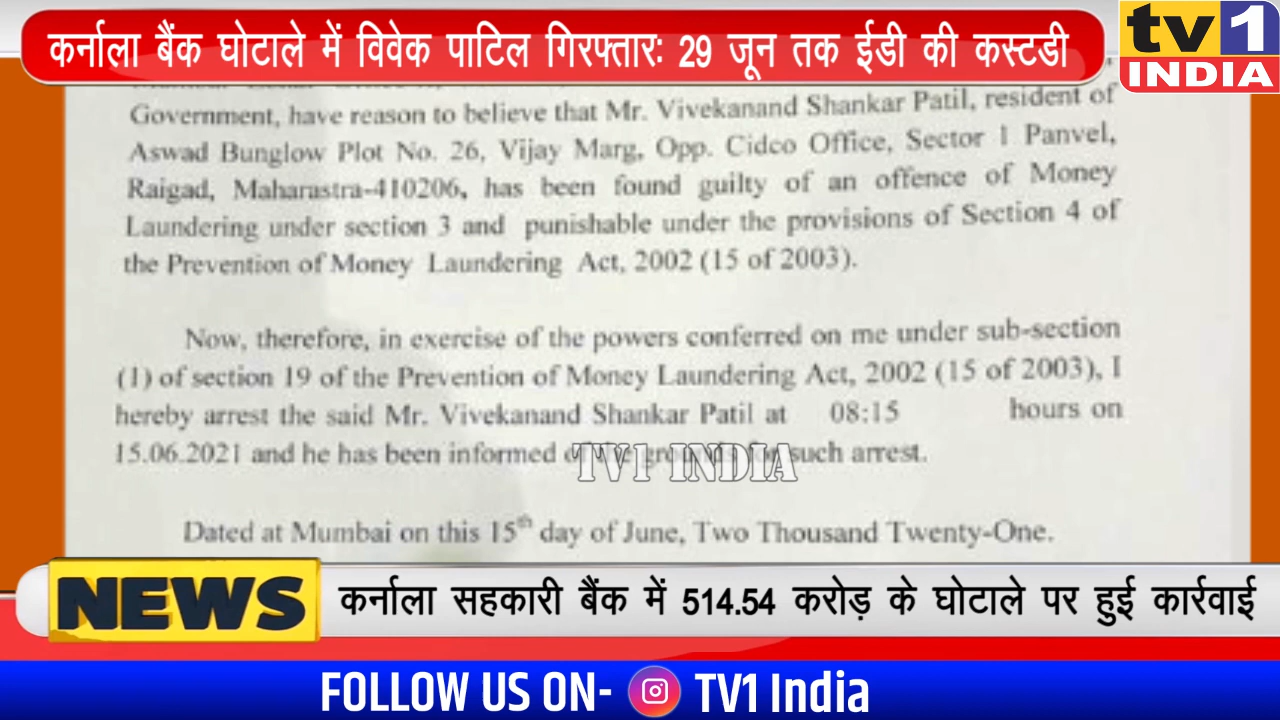 कर्नाला बैंक घोटाले में विवेक पाटिल गिरफ्तारः 29 जून तक ईडी की कस्टडी
tv1
INDIA
Government, have reason to believe that Mr. Vivekanand Shankar Patil, resident of
Aswad Bunglow Plot No. 26, Vijay Marg, Opp. Cidco Office, Sector 1 Panvel,
Raigad, Maharastra-410206, has been found guilty of an offence of Money
Laundering under section 3 and punishable under the provisions of Section 4 of
the Prevention of Money Laundering Act, 2002 (15 of 2003).
Now, therefore, in exercise of the powers conferred on me under sub-section
(1) of section 19 of the Prevention of Money Laundering Act, 2002 (15 of 2003), I
hereby arrest the said Mr. Vivekanand Shankar Patil at 08:15 hours on
15.06.2021 and he has been informed such arrest.
TV1 INDIA
Dated at Mumbai on this 15th day of June, Two Thousand Twenty-One.
NEWS
कर्नाला सहकारी बैंक में 514.54 करोड़ के घोटाले पर हुई कार्रवाई
FOLLOW US ON- TV1 India